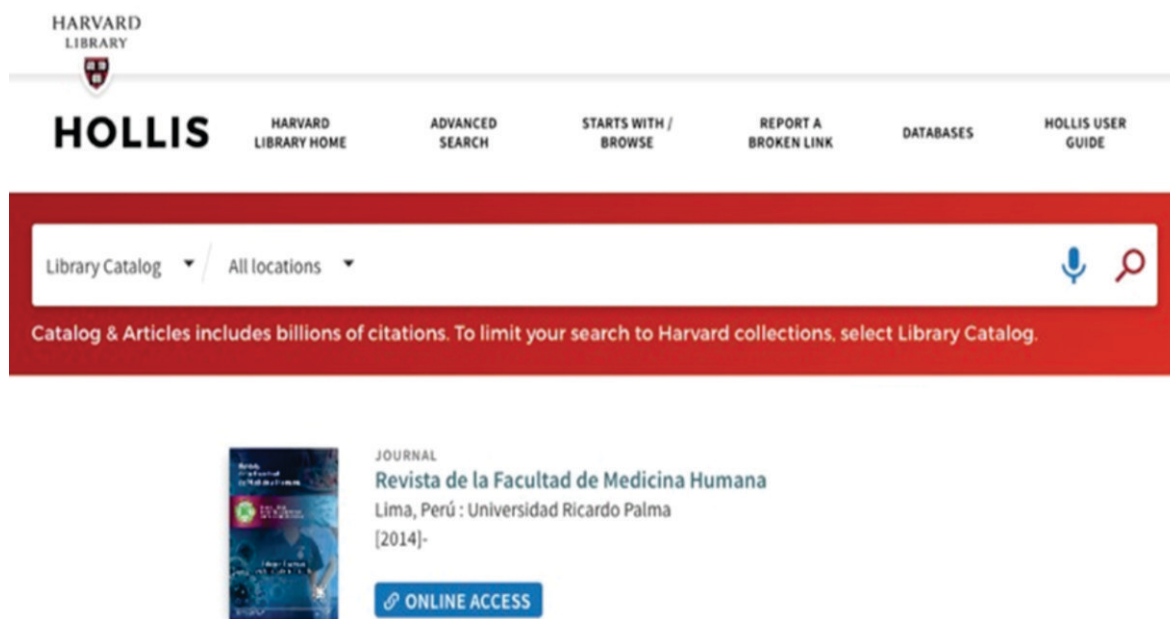 HARVARD
LIBRARY
HOLLIS
HARVARD
LIBRARY HOME
ADVANCED
SEARCH
STARTS WITH /
BROWSE
REPORT A
BROKEN LINK
DATABASES
HOLLIS USER
GUIDE
Library Catalog
All locations
Catalog & Articles includes billions of citations. To limit your search to Harvard collections, select Library Catalog.
JOURNAL
Revista de la Facultad de Medicina Humana
Lima, Perú : Universidad Ricardo Palma
[2014]-
ONLINE ACCESS